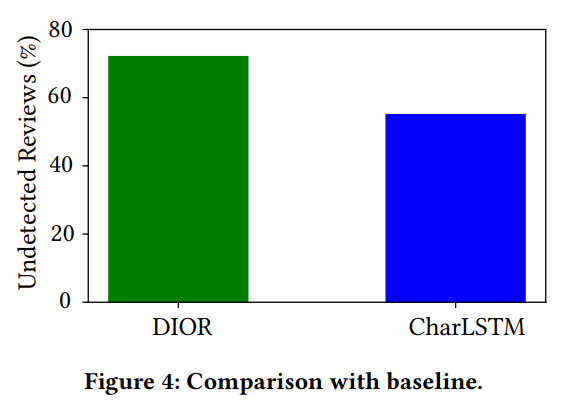 Undetected Reviews (%)
80
60
40
20
0
DIOR CharLSTM
Figure 4: Comparison with baseline.